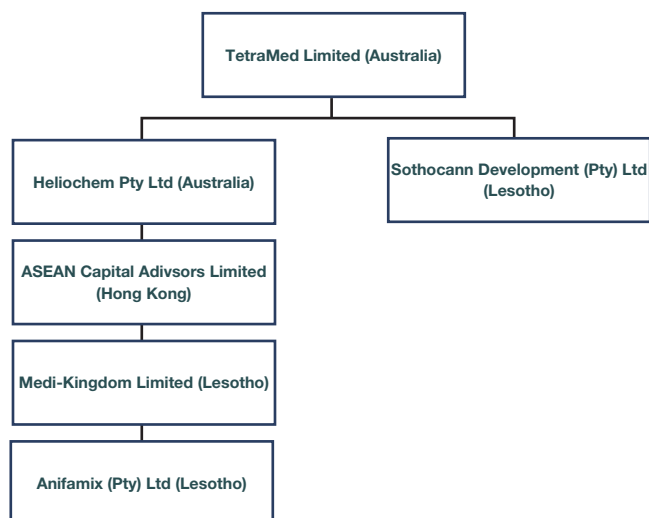 TetraMed Limited (Australia)
Heliochem Pty Ltd (Australia)
Sothocann Development (Pty) Ltd
(Lesotho)
ASEAN Capital Adivsors Limited
(Hong Kong)
Medi-Kingdom Limited (Lesotho)
Anifamix (Pty) Ltd (Lesotho)